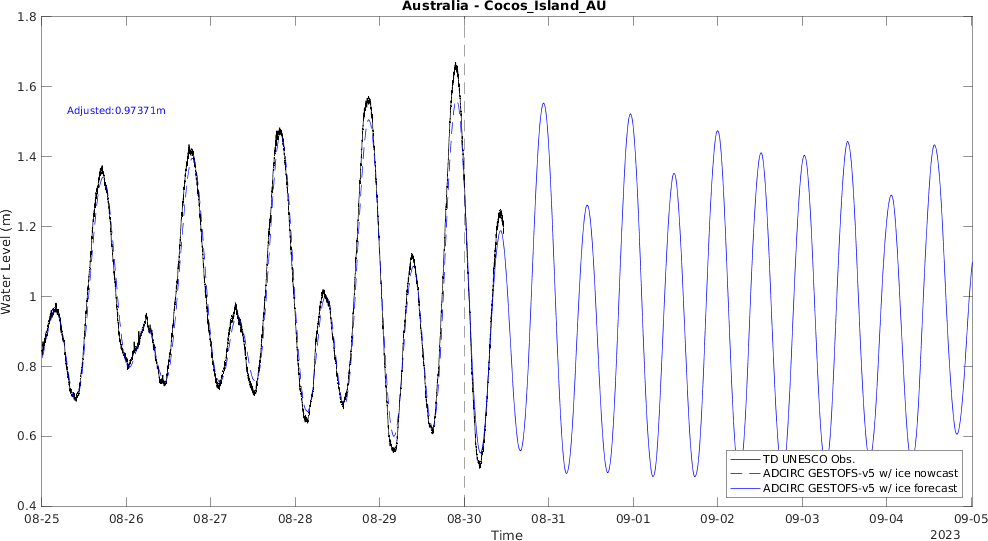 Australia - Cocos_Island_AU
1.8
1.6
1.4
1.2
1
0.8
0.6
0.4
Water Level (m)
Adjusted:0.97371m
TD UNESCO Obs.
ADCIRC GESTOFS-v5 w/ ice nowcast
ADCIRC GESTOFS-v5 w/ ice forecast
08-25 08-26 08-27 08-28 08-29 08-30 08-31 09-01 09-02 09-03 09-04 09-05
Time
2023